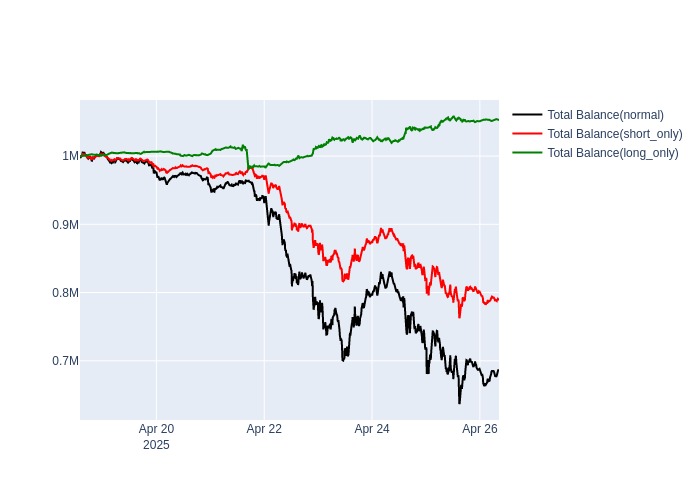 Total Balance(normal)
Total Balance(short_only)
Total Balance(long_only)
1M
0.9M
0.8M
0.7M
Apr 20
2025
Apr 22
Apr 24
Apr 26